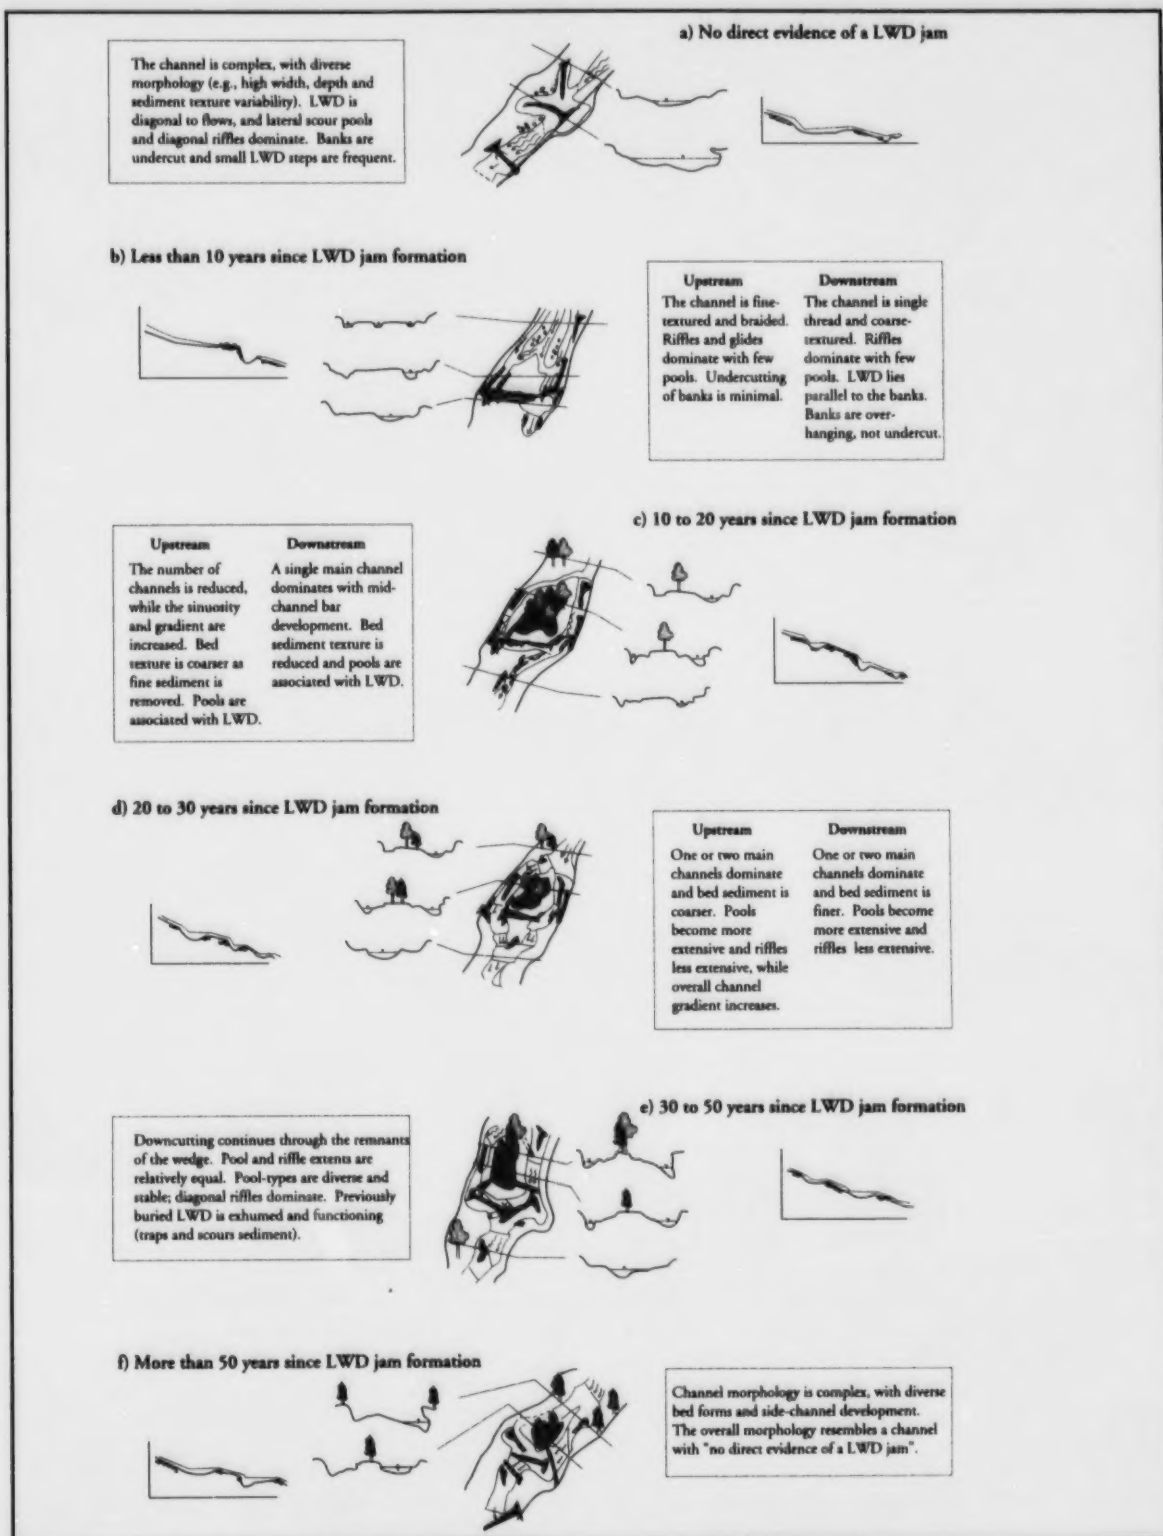 a) No direct evidence of a LWD jam
The channel is complex, with diverse
morphology (e.g., high width, depth and
sediment texture variability). LWD is
diagonal to flows, and lateral scour pools
and diagonal riffles dominate. Banks are
undercut and small LWD steps are frequent.
b) Less than 10 years since LWD jam formation
Upstream
The channel is fine-
textured and braided.
Riffles and glides
dominate with few
pools. Undercutting
of banks is minimal.
Downstream
The channel is single
thread and coarse-
textured. Riffles
dominate with few
pools. LWD lies
parallel to the banks.
Banks are over-
hanging, not undercut.
c) 10 to 20 years since LWD jam formation
Upstream
The number of
channels is reduced,
while the sinuosity
and gradient are
increased. Bed
texture is coarser as
fine sediment is
removed. Pools are
associated with LWD.
Downstream
A single main channel
dominates with mid-
channel bar
development. Bed
sediment texture is
reduced and pools are
associated with LWD.
d) 20 to 30 years since LWD jam formation
Upstream
One or two main
channels dominate
and bed sediment is
coarser. Pools
become more
extensive and riffles
less extensive, while
overall channel
gradient increases.
Downstream
One or two main
channels dominate
and bed sediment is
finer. Pools become
more extensive and
riffles less extensive.
e) 30 to 50 years since LWD jam formation
Downcutting continues through the remnants
of the wedge. Pool and riffle extents are
relatively equal. Pool-types are diverse and
stable; diagonal riffles dominate. Previously
buried LWD is exhumed and functioning
(traps and scours sediment).
f) More than 50 years since LWD jam formation
Channel morphology is complex, with diverse
bed forms and side-channel development.
The overall morphology resembles a channel
with "no direct evidence of a LWD jam".